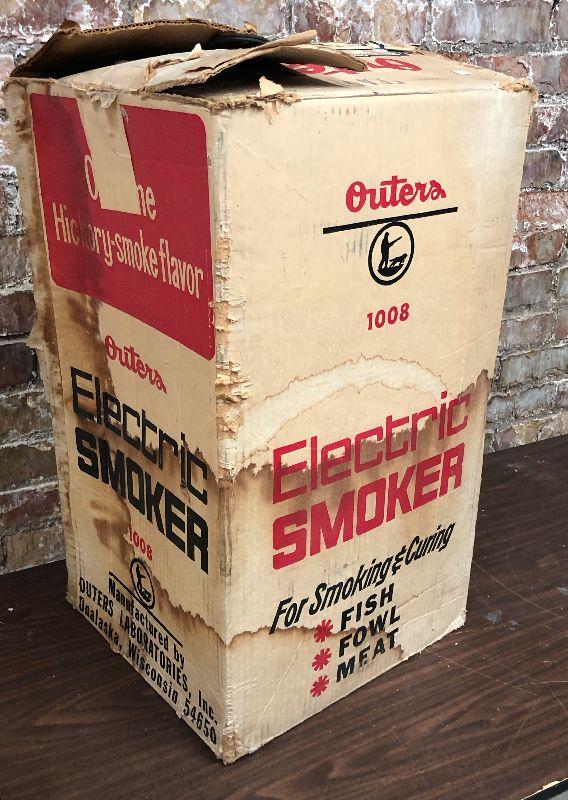 Hickory-smoke flavor
Outers
Electric
SMOKER
1008
Manufactured by
OUTERS LABORATORIES, Inc.
Onalaska, Wisconsin 54650
Outers
1008
Electric
SMOKER
For Smoking & Curing
FISH
FOWL
MEAT